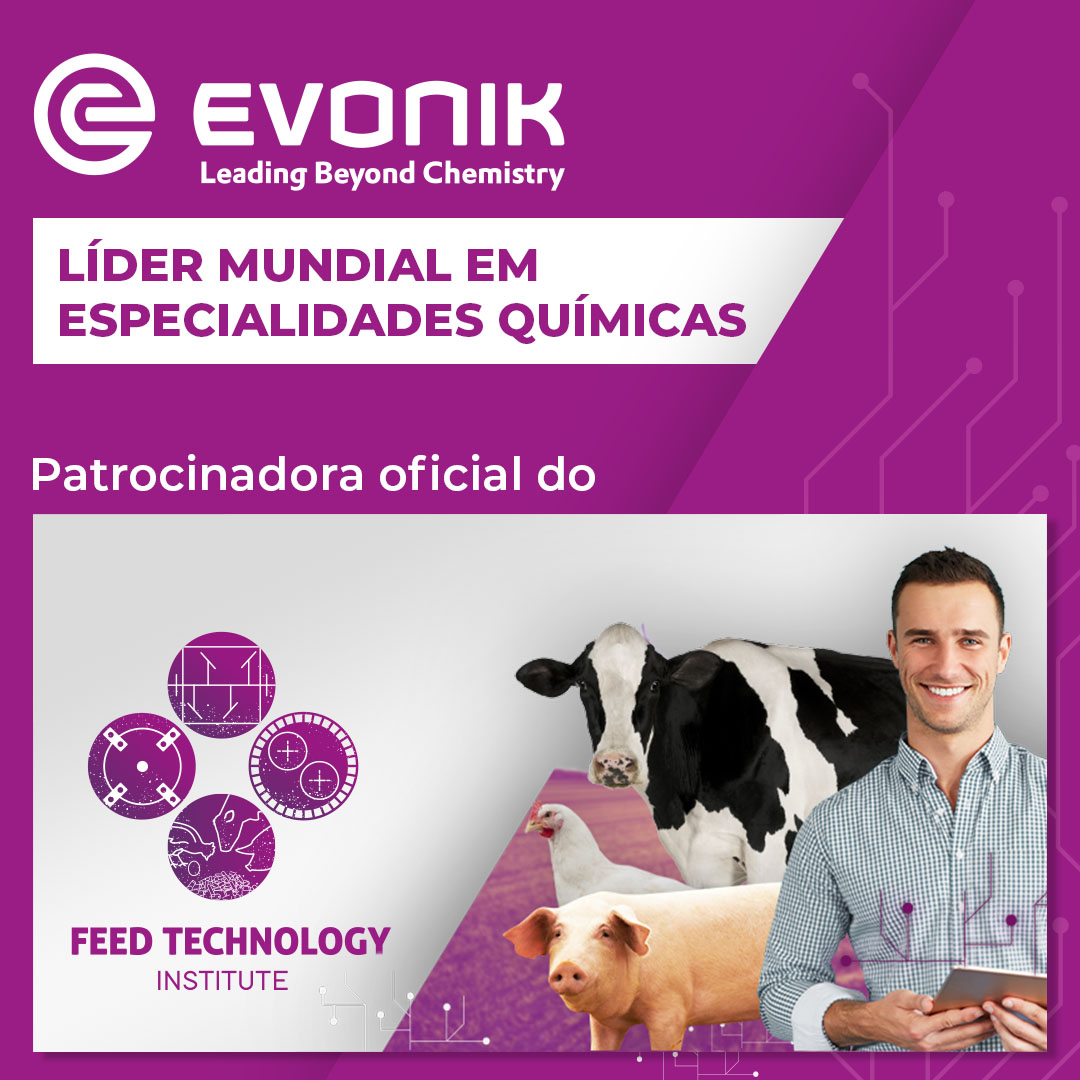 EVONIK
Leading Beyond Chemistry
LÍDER MUNDIAL EM
ESPECIALIDADES QUÍMICAS
Patrocinadora oficial do
FEED TECHNOLOGY
INSTITUTE